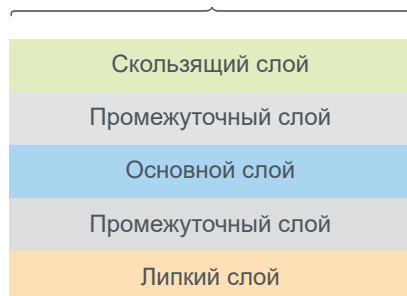 Скользящий слой
Промежуточный слой
Основной слой
Промежуточный слой
Липкий слой